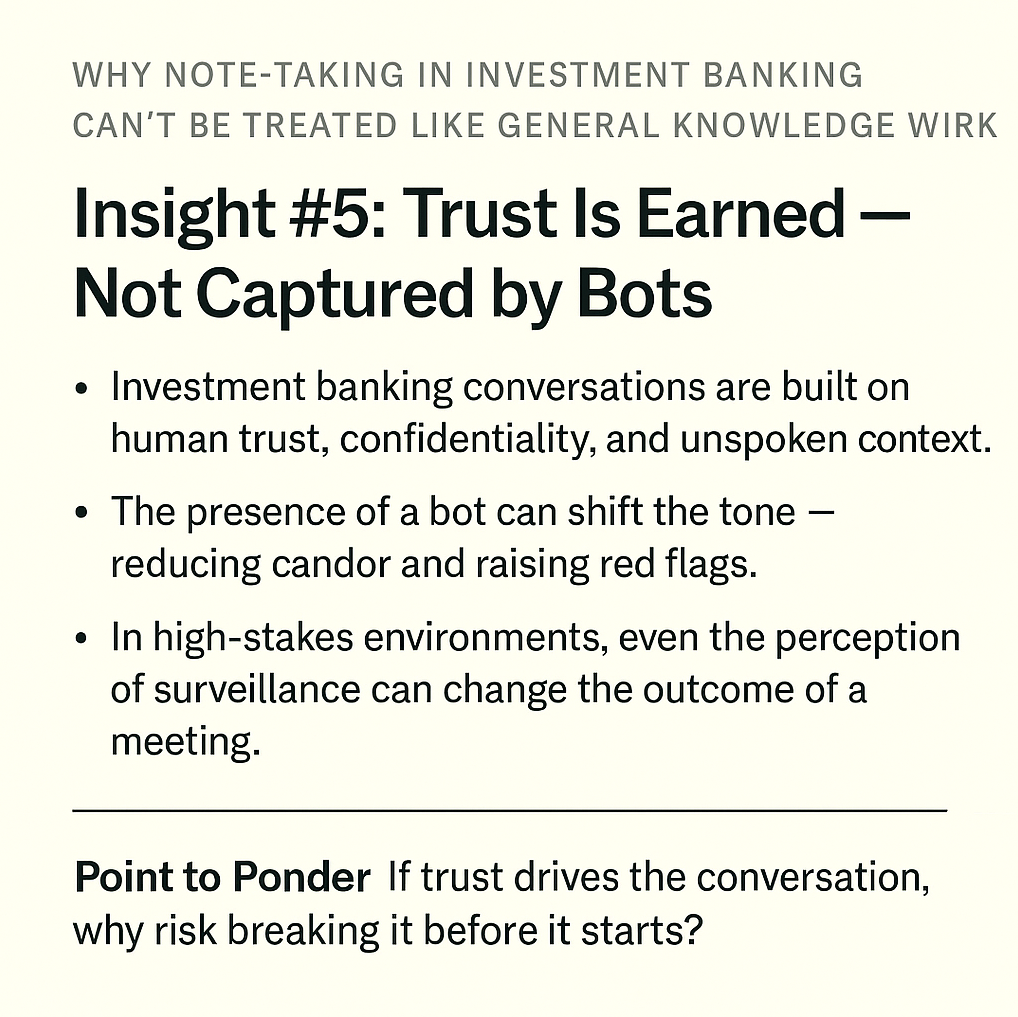 WHY NOTE-TAKING IN INVESTMENT BANKING
CAN’T BE TREATED LIKE GENERAL KNOWLEDGE WIRK
Insight #5: Trust Is Earned —
Not Captured by Bots
• Investment banking conversations are built on
human trust, confidentiality, and unspoken context.
• The presence of a bot can shift the tone —
reducing candor and raising red flags.
• In high-stakes environments, even the perception
of surveillance can change the outcome of a
meeting.
Point to Ponder If trust drives the conversation,
why risk breaking it before it starts?